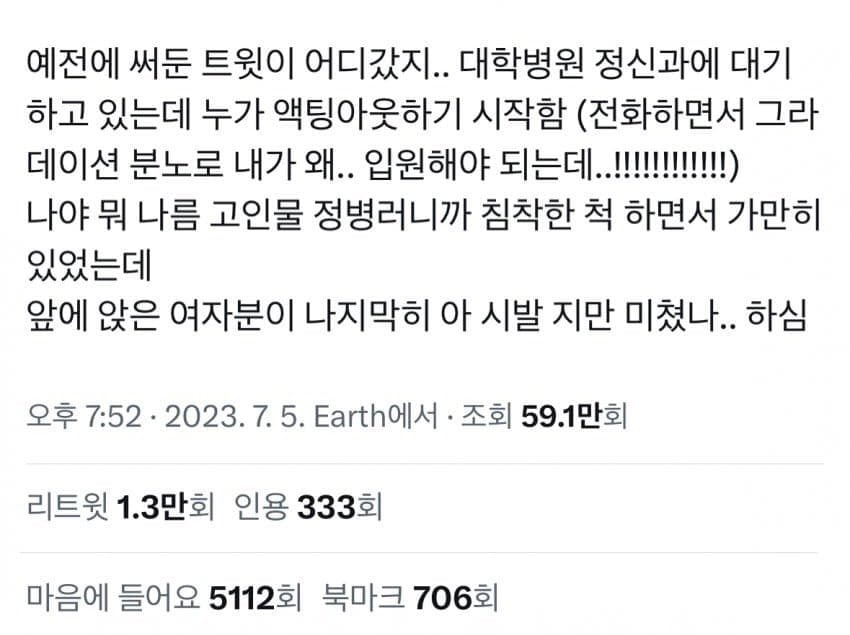 예전에 써둔 트윗이 어디갔지.. 대학병원 정신과에 대기
하고 있는데 누가 액팅아웃하기 시작함 (전화하면서 그라
데이션 분노로 내가 왜.. 입원해야 되는데..!!!!!!!!!!!!!)
나야 뭐 나름 고인물 정병러니까 침착한 척 하면서 가만히
있었는데
앞에 앉은 여자분이 나지막히 아 시발 지만 미쳤나.. 하심
오후 7:52 · 2023. 7. 5. Earth에서 · 조회 59.1만회
리트윗 1.3만회 인용 333회
마음에 들어요 5112회 북마크 706회